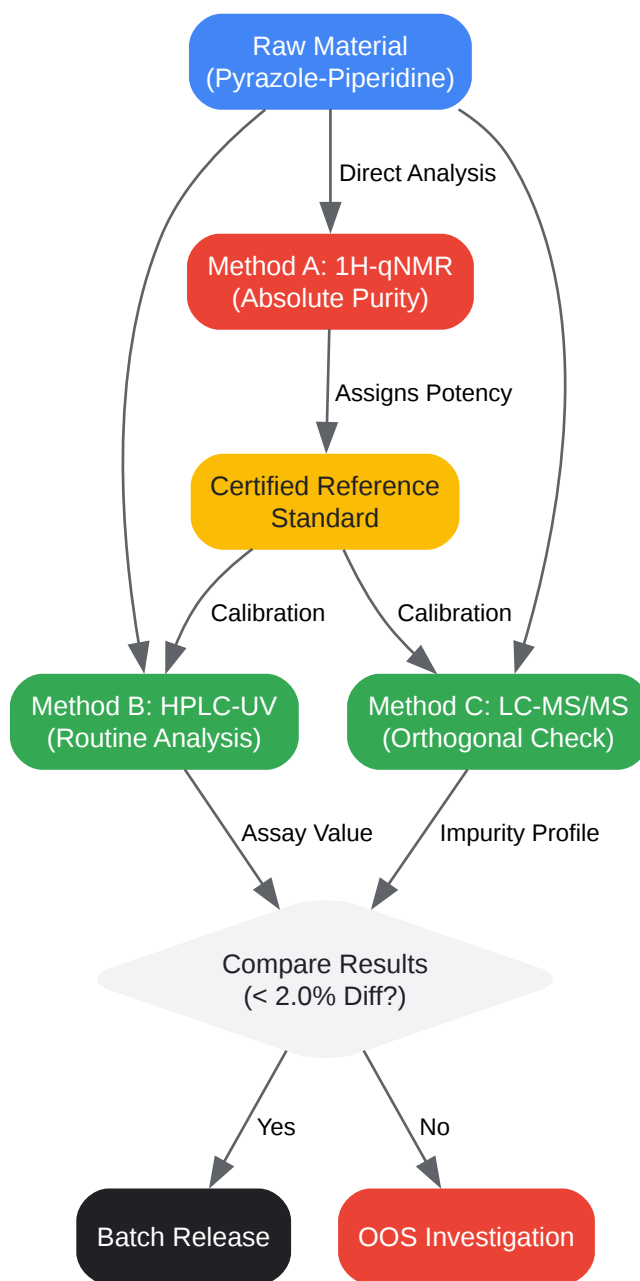 Raw Material
(Pyrazole-Piperidine)
Direct Analysis
Method A: 1H-qNMR
(Absolute Purity)
Assigns Potency
Certified Reference
Standard
Calibration
Calibration
Method B: HPLC-UV
(Routine Analysis)
Method C: LC-MS/MS
(Orthogonal Check)
Assay Value
Impurity Profile
Compare Results
(< 2.0% Diff?)
Yes
No
Batch Release
OOS Investigation